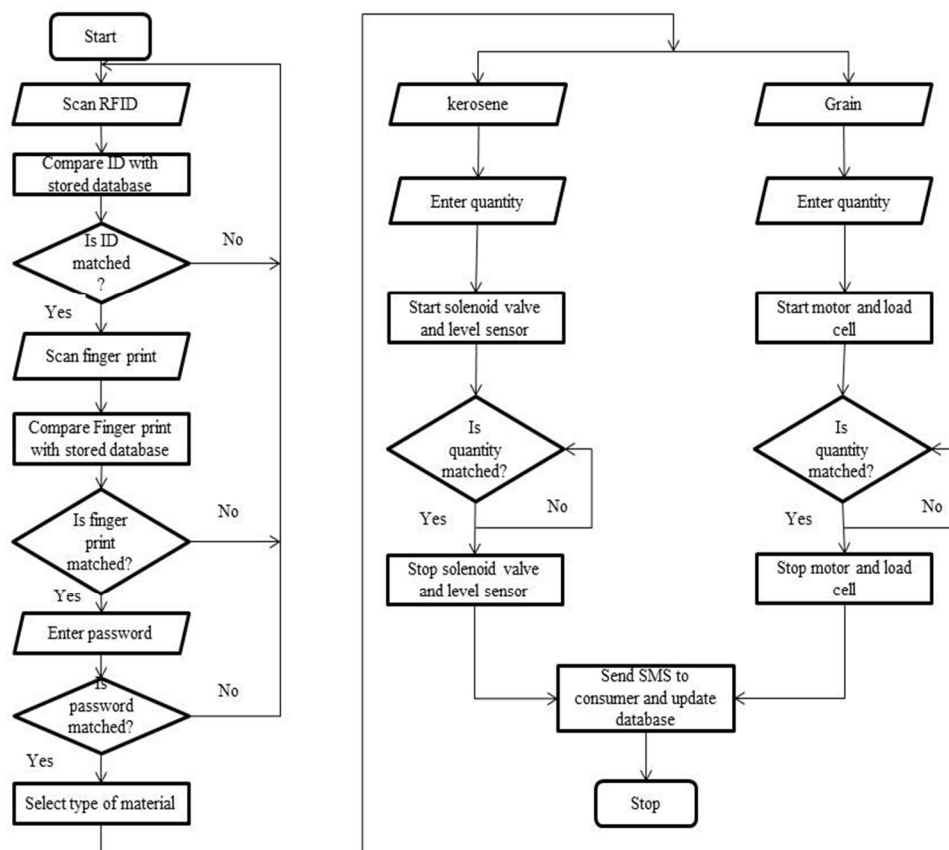 Start
Scan RFID
Compare ID with
stored database
Is ID
matched
?
No
Yes
Scan finger print
Compare Finger print
with stored database
Is finger
print
matched?
No
Yes
Enter password
Is
password
matched?
No
Yes
Select type of material
kerosene
Enter quantity
Start solenoid valve
and level sensor
Is
quantity
matched?
Yes
No
Stop solenoid valve
and level sensor
Grain
Enter quantity
Start motor and load
cell
Is
quantity
matched?
Yes
No
Stop motor and load
cell
Send SMS to
consumer and update
database
Stop